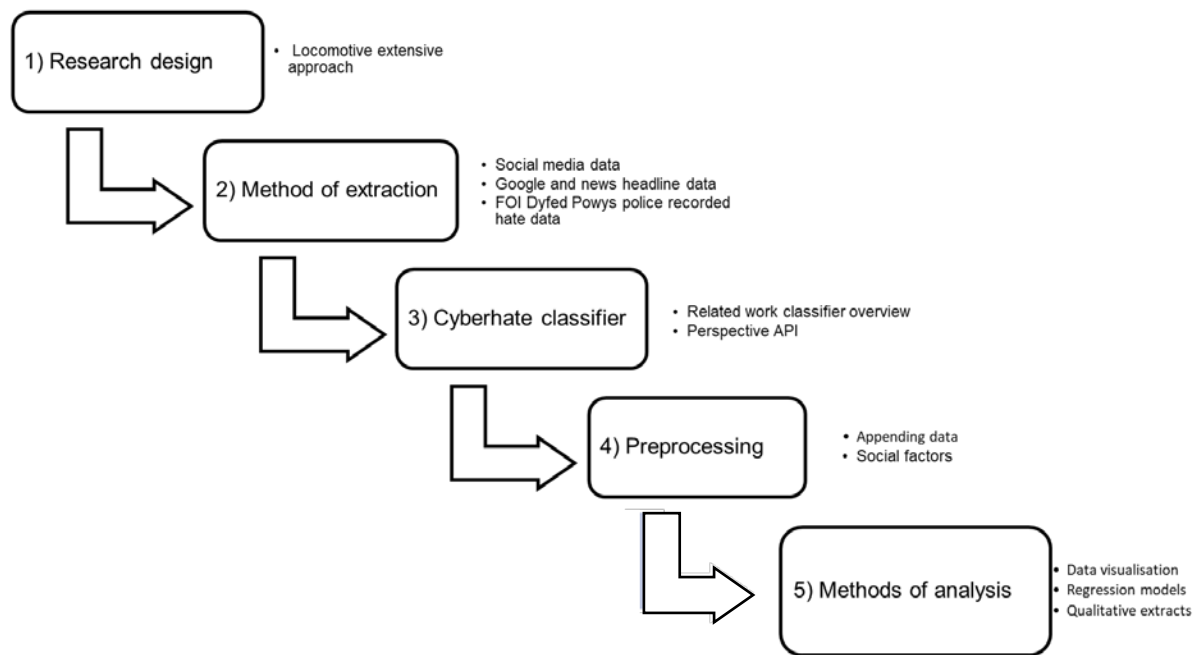 1) Research design
• Locomotive extensive
approach
2) Method of extraction
• Social media data
• Google and news headline data
• FOI Dyfed Powys police recorded
hate data
3) Cyberhate classifier
• Related work classifier overview
• Perspective API
4) Preprocessing
• Appending data
• Social factors
5) Methods of analysis
• Data visualisation
• Regression models
• Qualitative extracts